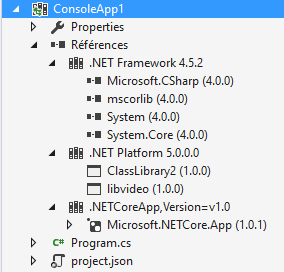 ConsoleApp1
Properties
Références
.NET Framework 4.5.2
Microsoft.CSharp (4.0.0)
mscorlib (4.0.0)
System (4.0.0)
System.Core (4.0.0)
.NET Platform 5.0.0.0
ClassLibrary2 (1.0.0)
libvideo (1.0.0)
.NETCoreApp,Version=v1.0
Microsoft.NETCore.App (1.0.1)
C# Program.cs
project.json